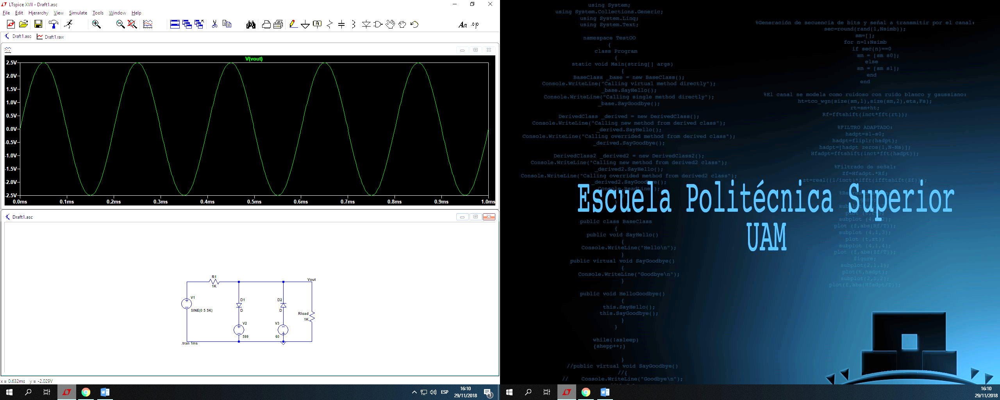 LTspice XVII - Draft1.asc
File Edit Hierarchy View Simulate Tools Window Help
Draft1.asc Draft1.raw
V(vout)
2.5V
2.0V
1.5V
1.0V
0.5V
0.0V
-0.5V
-1.0V
-1.5V
-2.0V
-2.5V
0.0ms 0.1ms 0.2ms 0.3ms 0.4ms 0.5ms 0.6ms 0.7ms 0.8ms 0.9ms 1.0ms
Draft1.asc
R1
1K
Vout
V1
SINE(0 5 5K)
D1
D
D2
D
Rload
1K
V2
599
V3
60
.tran 1ms
x = 0.632ms y = -2.029V
ESP
16:10
29/11/2018
1
using System;
using System.Collections.Generic;
using System.Linq;
using System.Text;
namespace TestOO
{
class Program
{
static void Main(string[] args)
{
BaseClass _base = new BaseClass();
Console.WriteLine("Calling virtual method directly");
_base.SayHello();
Console.WriteLine("Calling single method directly");
_base.SayGoodbye();
DerivedClass _derived = new DerivedClass();
Console.WriteLine("Calling new method from derived class");
_derived.SayHello();
Console.WriteLine("Calling overrided method from derived class");
_derived.SayGoodbye();
DerivedClass2 _derived2 = new DerivedClass2();
Console.WriteLine("Calling new method from derived2 class");
_derived2.SayHello();
Console.WriteLine("Calling overrided method from derived2 class");
_derived2.SayGoodbye();
Console.ReadLine();
}
public class BaseClass
{
public void SayHello()
{
Console.WriteLine("Hello\n");
}
public virtual void SayGoodbye()
{
Console.WriteLine("Goodbye\n");
}
public void HelloGoodbye()
{
this.SayHello();
this.SayGoodbye();
}
}
while(!asleep)
{shepp++;}
}
//public virtual void SayGoodbye()
//{
// Console.WriteLine("Goodbye\n");
%Generación de secuencia de bits y señal a transmitir por el canal:
sec=round(rand(1,Nsimb));
sm=[];
for n=1:Nsimb
if sec(n)==0
sm = [sm s0];
else
sm = [sm s1];
end
end
%El canal se modela como ruidoso con ruido blanco y gaussiano:
ht=tco_wgn(size(sm,1),size(sm,2),eta,Fs);
rt=sm+ht;
Rf=fftshift(inct*fft(rt));
%FILTRO ADAPTADO:
hadpt=s1-s0;
hadpt=fliplr(hadpt);
hadpt=[hadpt zeros(1,N-Ns)];
Hfadpt=fftshift(inct*fft(hadpt));
%Filtrado de señal:
Zf=Hfadpt.*Rf;
zt=real((1/inct)*ifft(ifftshift(Zf)));
plot (f,abs(Rf/T));
subplot (4,1,3);
plot (t,zt);
subplot (4,1,4);
plot (f,abs(Zf/T));
figure;
subplot(2,1,1);
plot(t,hadpt);
subplot(2,1,2);
plot(f,abs(Hfadpt/T));
Escuela Politécnica Superior
UAM
16:10
29/11/2018